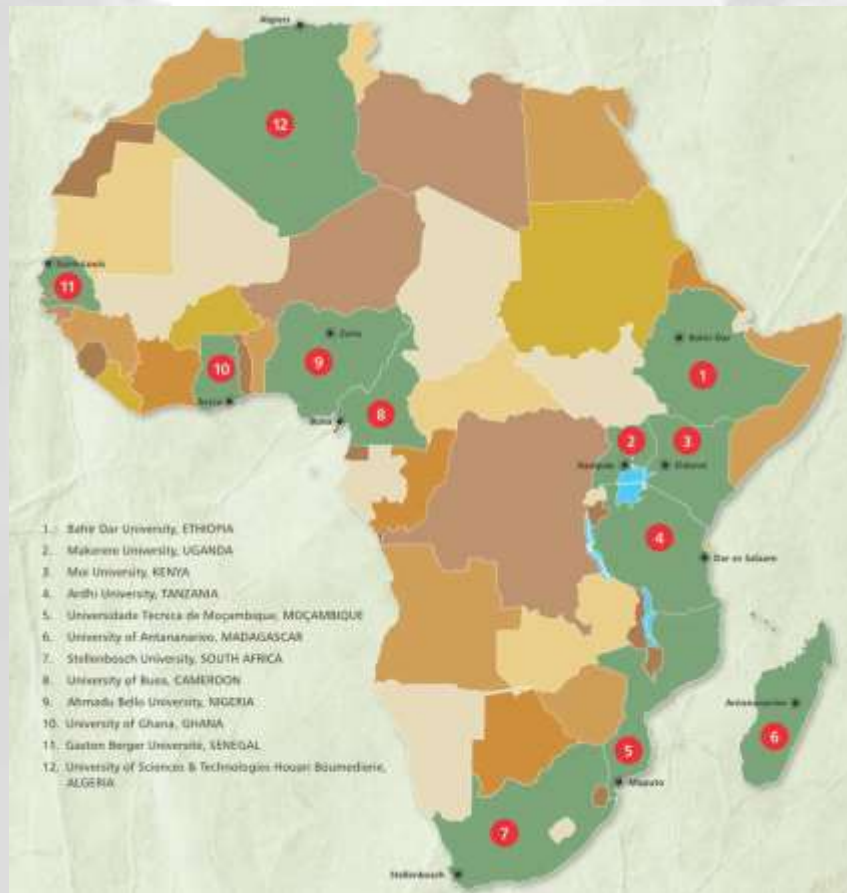 Algiers
12
Saint-Louis
11
Zaria
9
10
Accra
Buea
8
Bahir Dar
1
2
3
Kampala
Eldoret
4
Dar es Salaam
Antananarivo
6
5
Maputo
7
Stellenbosch
1. Bahir Dar University, ETHIOPIA
2. Makerere University, UGANDA
3. Moi University, KENYA
4. Ardhi University, TANZANIA
5. Universidade Técnica de Moçambique, MOÇAMBIQUE
6. University of Antananarivo, MADAGASCAR
7. Stellenbosch University, SOUTH AFRICA
8. University of Buea, CAMEROON
9. Ahmadu Bello University, NIGERIA
10. University of Ghana, GHANA
11. Gaston Berger Université, SENEGAL
12. University of Sciences & Technologies Houari Boumediene,
ALGERIA